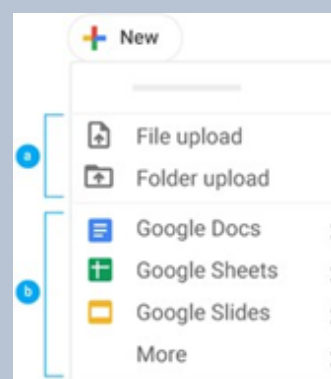 New
a
File upload
Folder upload
b
Google Docs
Google Sheets
Google Slides
More